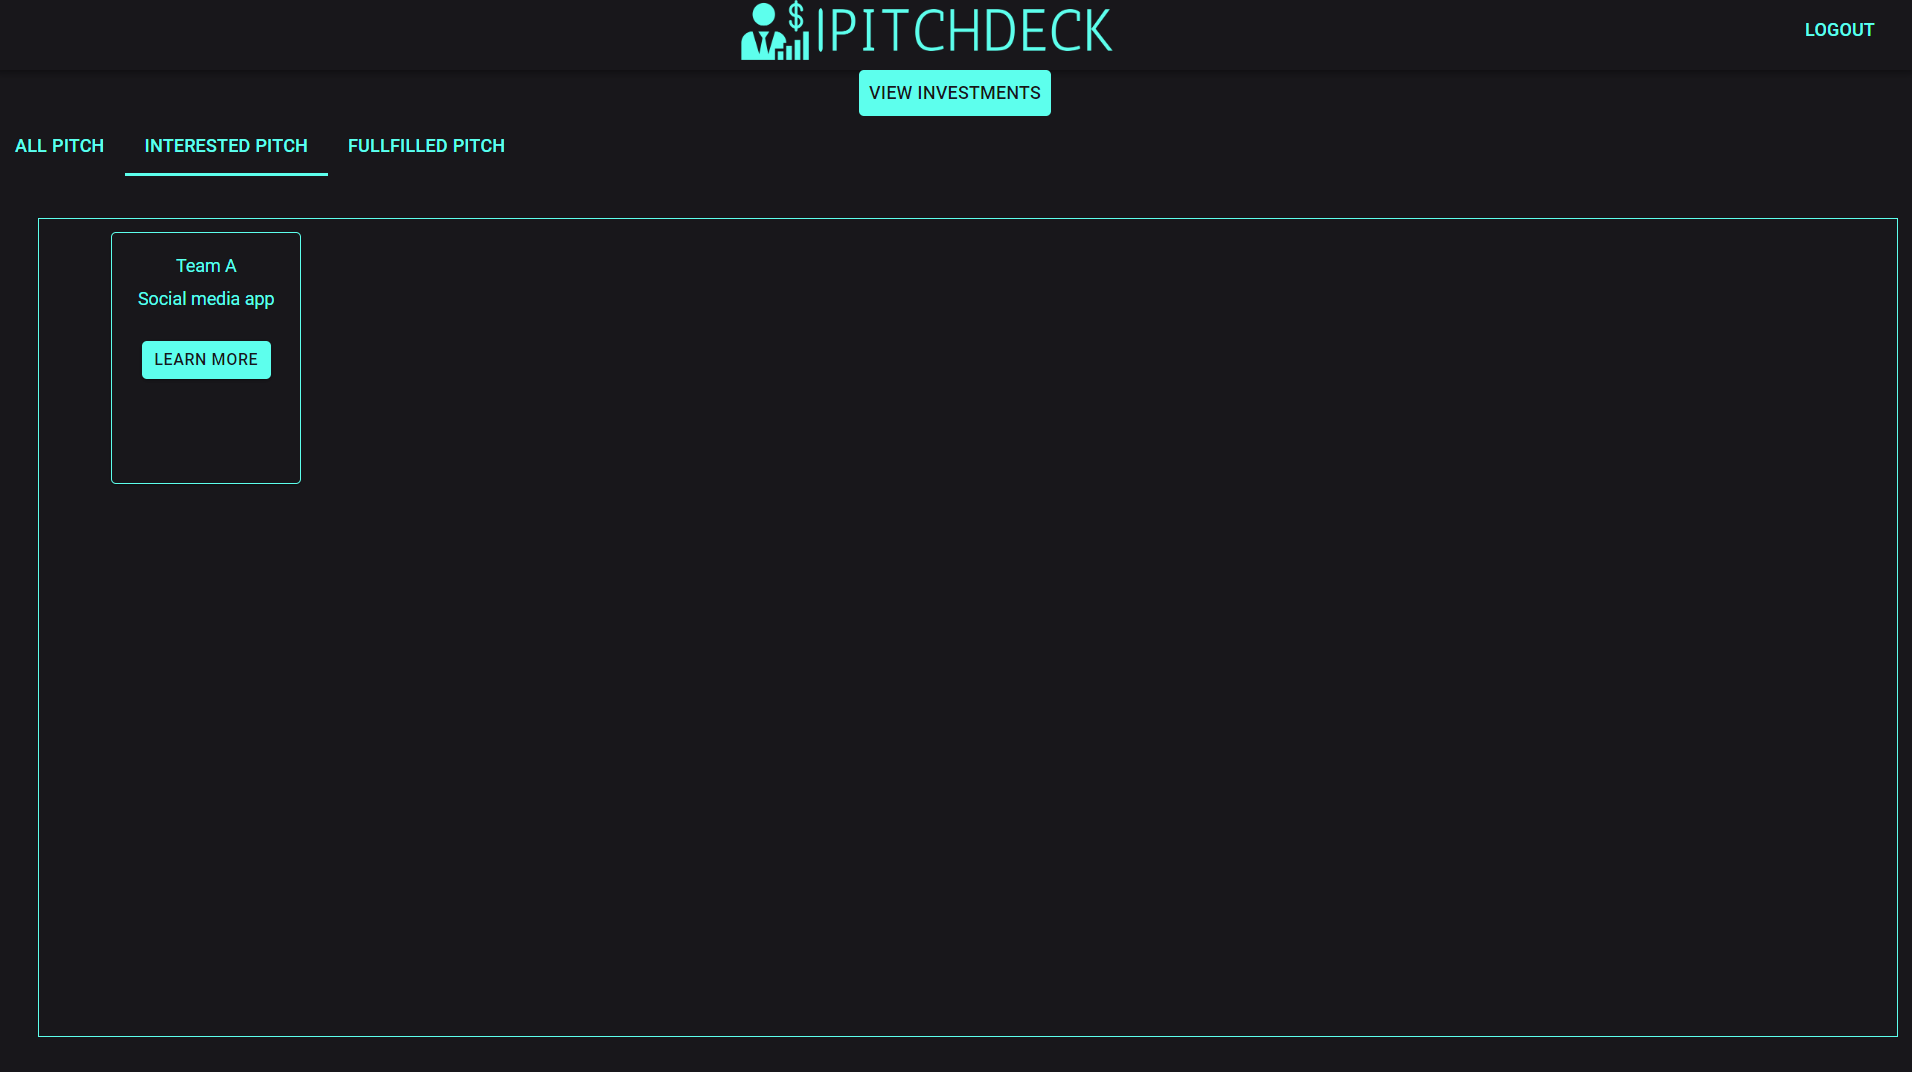 IPITCHDECK
LOGOUT
VIEW INVESTMENTS
ALL PITCH
INTERESTED PITCH
FULLFILLED PITCH
Team A
Social media app
LEARN MORE